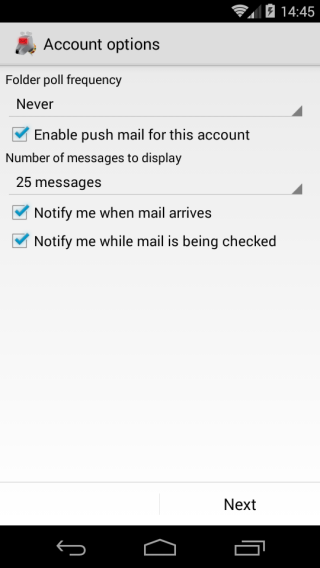 14:45
Account options
Folder poll frequency
Never
Enable push mail for this account
Number of messages to display
25 messages
Notify me when mail arrives
Notify me while mail is being checked
Next